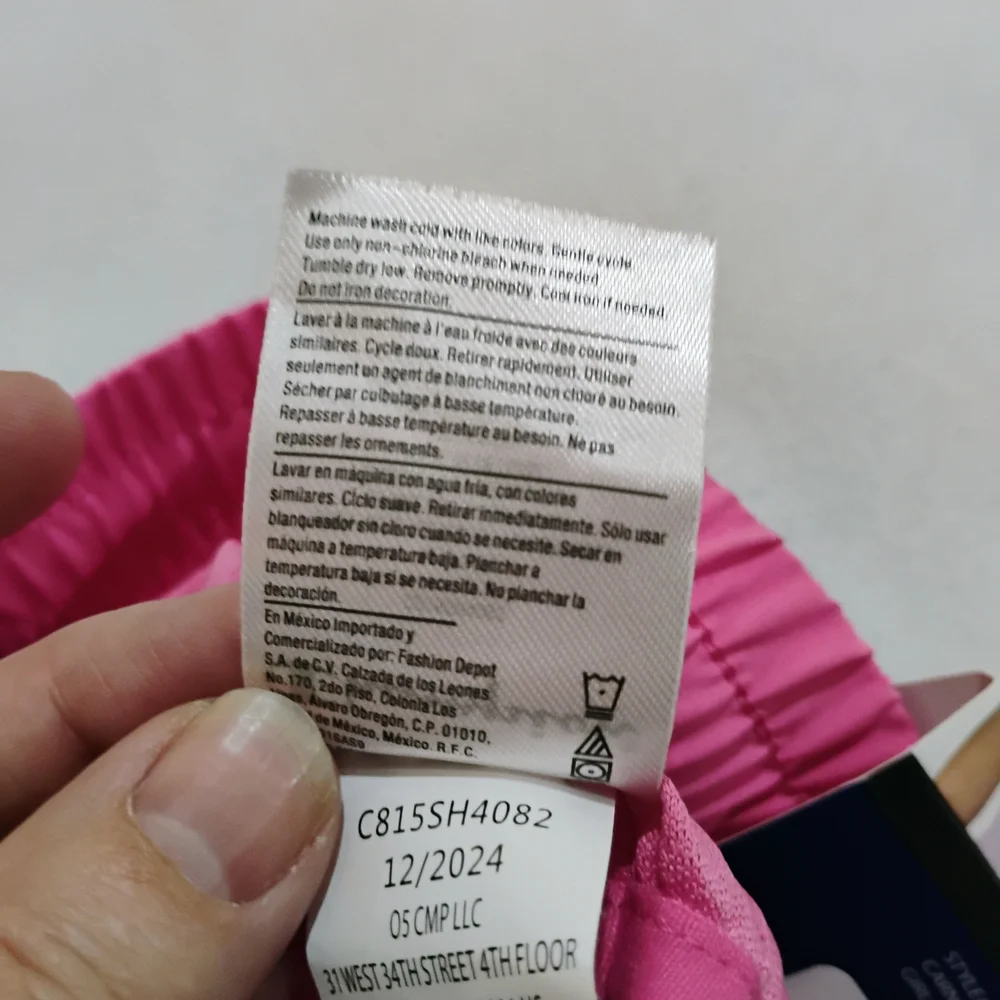 Machine wash cold with like colors. Gentle cycle
Use only non-chlorine bleach when needed
Tumble dry low. Remove promptly. Cool iron if needed.
Do not iron decoration.
Laver à la machine à l'eau froide avec des couleurs
similaires. Cycle doux. Retirer rapidement. Utiliser
seulement un agent de blanchiment non chloré au besoin.
Sécher par culbutage à basse température.
Repasser à basse température au besoin. Ne pas
repasser les ornements.
Lavar en máquina con agua fría, con colores
similares. Ciclo suave. Retirar inmediatamente. Sólo usar
blanqueador sin cloro cuando se necesite. Secar en
máquina a temperatura baja. Planchar a
temperatura baja si se necesita. No planchar la
decoración.
En México Importado y
Comercializado por: Fashion Depot
S.A. de C.V. Calzada de los Leones
No.170, 2do Piso, Colonia Los
Alvaro Obregón, C.P. 01010,
de México, México. R.F.C.
C815SH4082
12/2024
05 CMP LLC
31 WEST 34TH STREET 4TH FLOOR